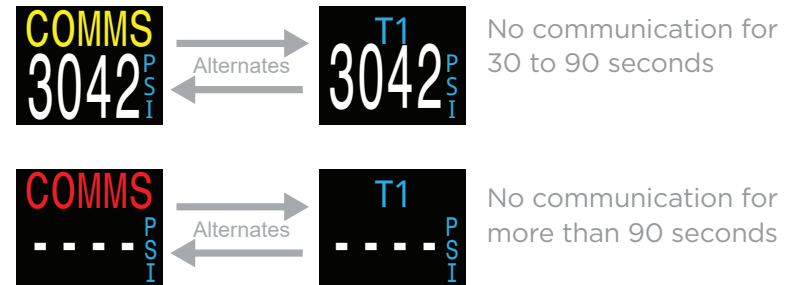 COMMS
3042 PSI
Alternates
T1
3042 PSI
No communication for
30 to 90 seconds
COMMS
---- PSI
Alternates
T1
---- PSI
No communication for
more than 90 seconds